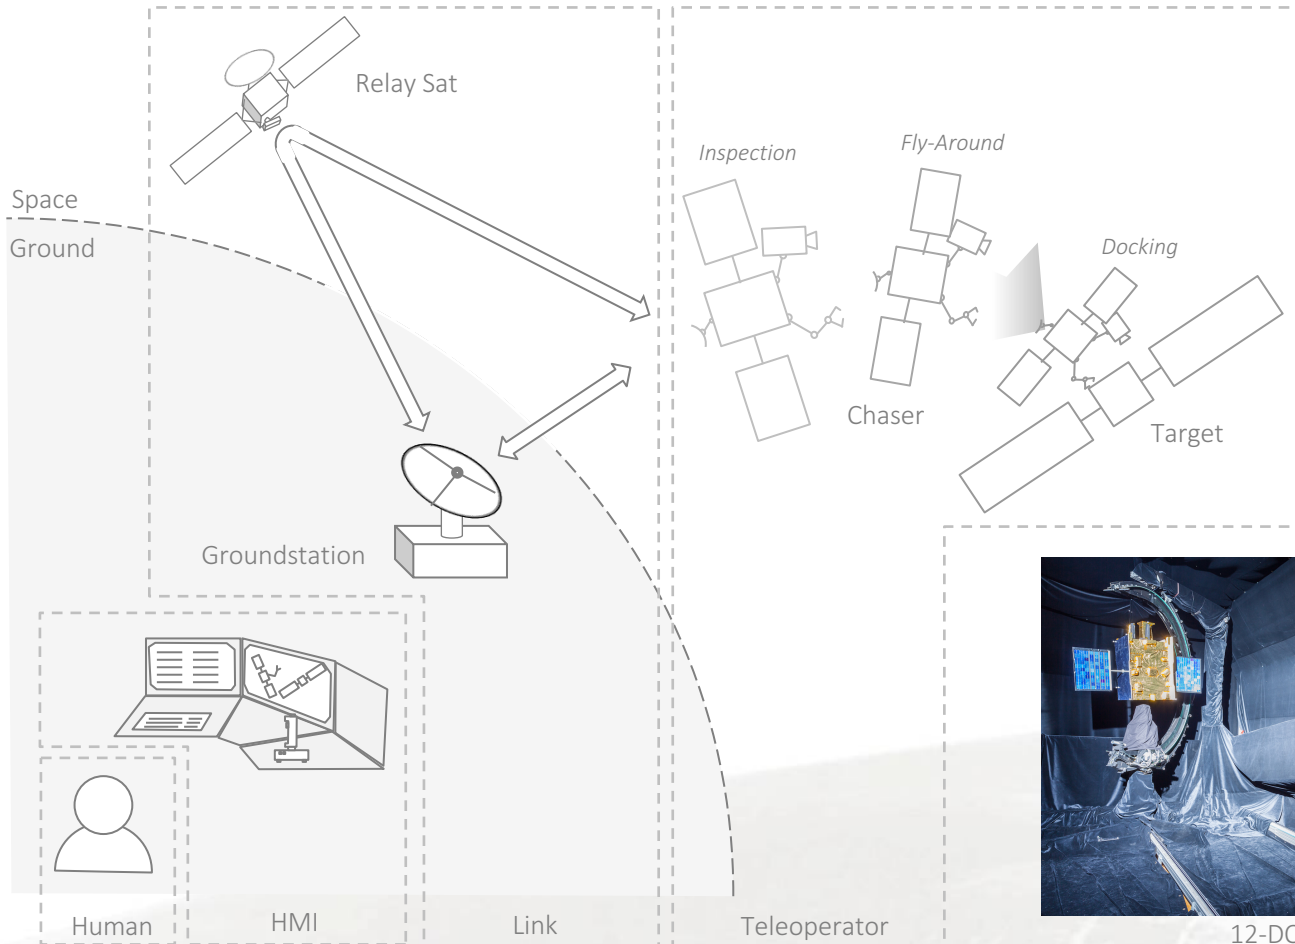 Relay Sat
Space
Ground
Inspection
Fly-Around
Docking
Chaser
Target
Groundstation
Human
HMI
Link
Teleoperator